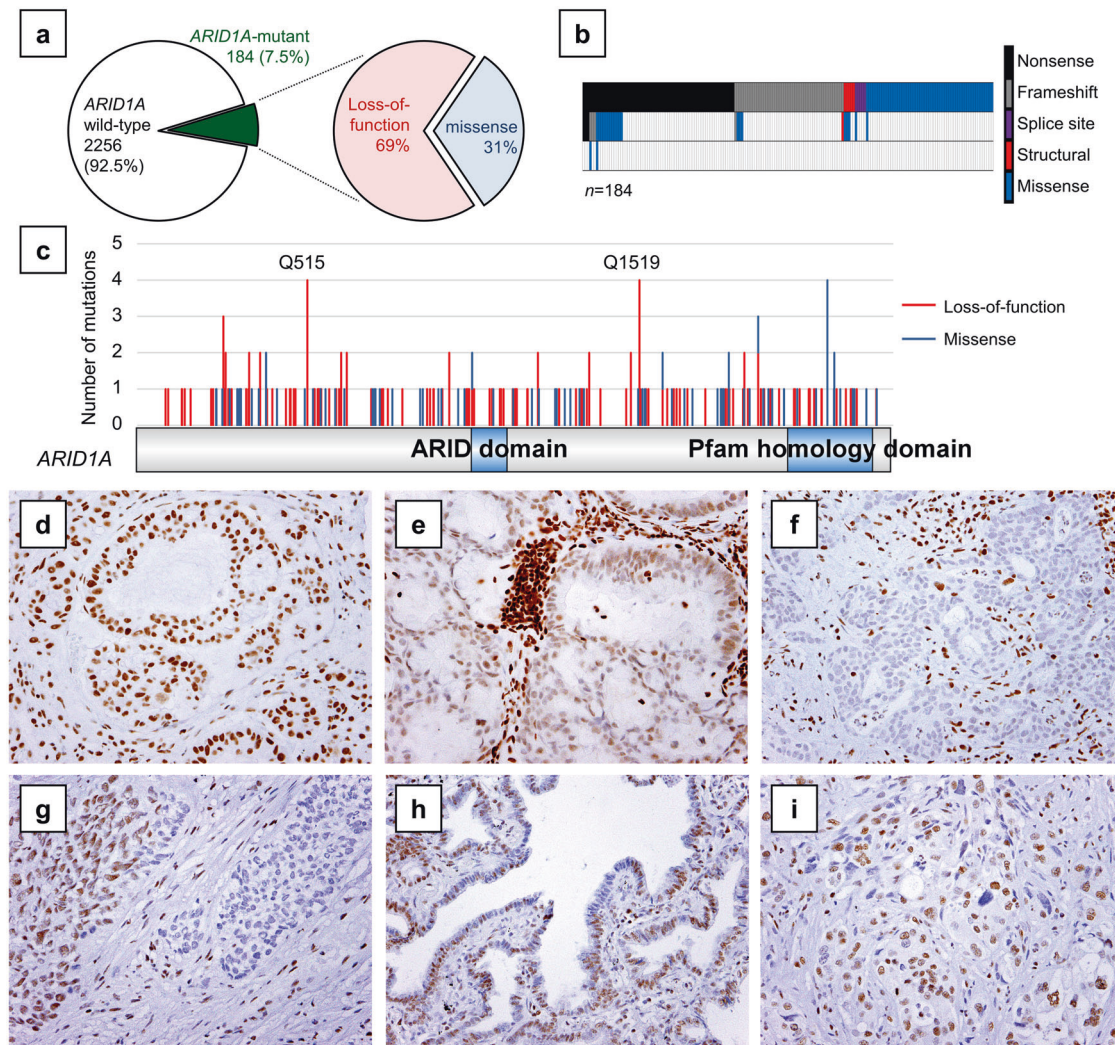 a
ARID1A-mutant
184 (7.5%)
ARID1A
wild-type
2256
(92.5%)
Loss-of-
function
69%
missense
31%
b
Nonsense
Frameshift
Splice site
Structural
Missense
n=184
c
Number of mutations
5
4
3
2
1
0
Q515
Q1519
Loss-of-function
Missense
ARID1A
ARID domain
Pfam homology domain
d
e
f
g
h
i